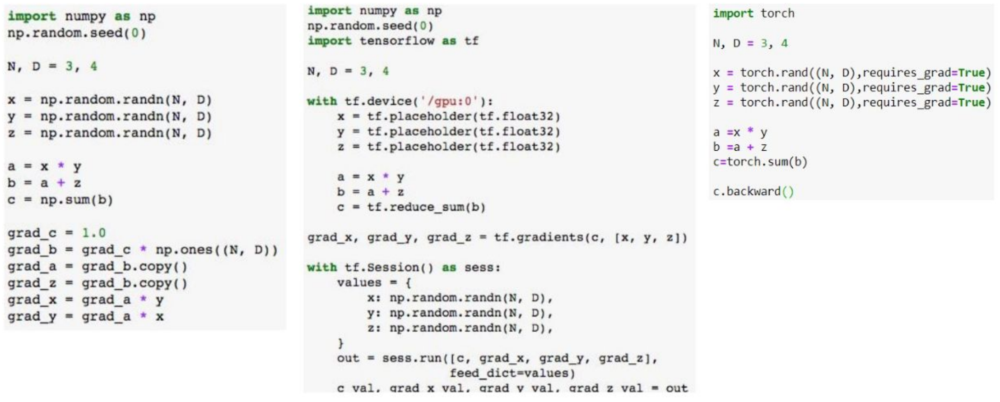 import numpy as np
np.random.seed(0)
N, D = 3, 4
x = np.random.randn(N, D)
y = np.random.randn(N, D)
z = np.random.randn(N, D)
a = x * y
b = a + z
c = np.sum(b)
grad_c = 1.0
grad_b = grad_c * np.ones((N, D))
grad_a = grad_b.copy()
grad_z = grad_b.copy()
grad_x = grad_a * y
grad_y = grad_a * x
import numpy as np
np.random.seed(0)
import tensorflow as tf
N, D = 3, 4
with tf.device('/gpu:0'):
    x = tf.placeholder(tf.float32)
    y = tf.placeholder(tf.float32)
    z = tf.placeholder(tf.float32)
    a = x * y
    b = a + z
    c = tf.reduce_sum(b)
grad_x, grad_y, grad_z = tf.gradients(c, [x, y, z])
with tf.Session() as sess:
    values = {
        x: np.random.randn(N, D),
        y: np.random.randn(N, D),
        z: np.random.randn(N, D),
    }
    out = sess.run([c, grad_x, grad_y, grad_z],
                   feed_dict=values)
    c_val, grad_x_val, grad_y_val, grad_z_val = out
import torch
N, D = 3, 4
x = torch.rand((N, D),requires_grad=True)
y = torch.rand((N, D),requires_grad=True)
z = torch.rand((N, D),requires_grad=True)
a =x * y
b =a + z
c=torch.sum(b)
c.backward()